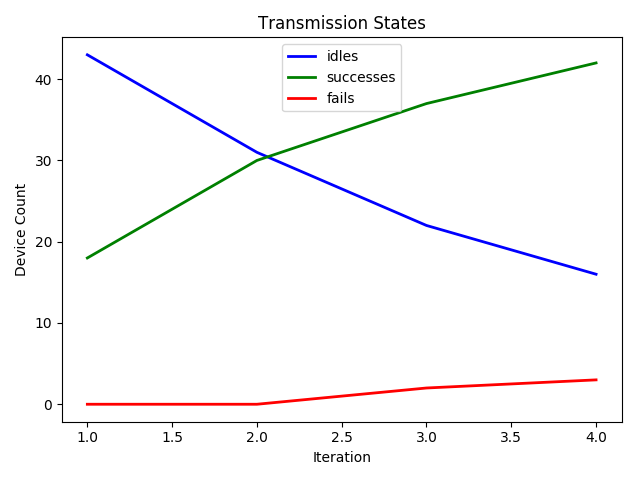 Transmission States
idles
successes
fails
Device Count
40
30
20
10
0
1.0 1.5 2.0 2.5 3.0 3.5 4.0
Iteration